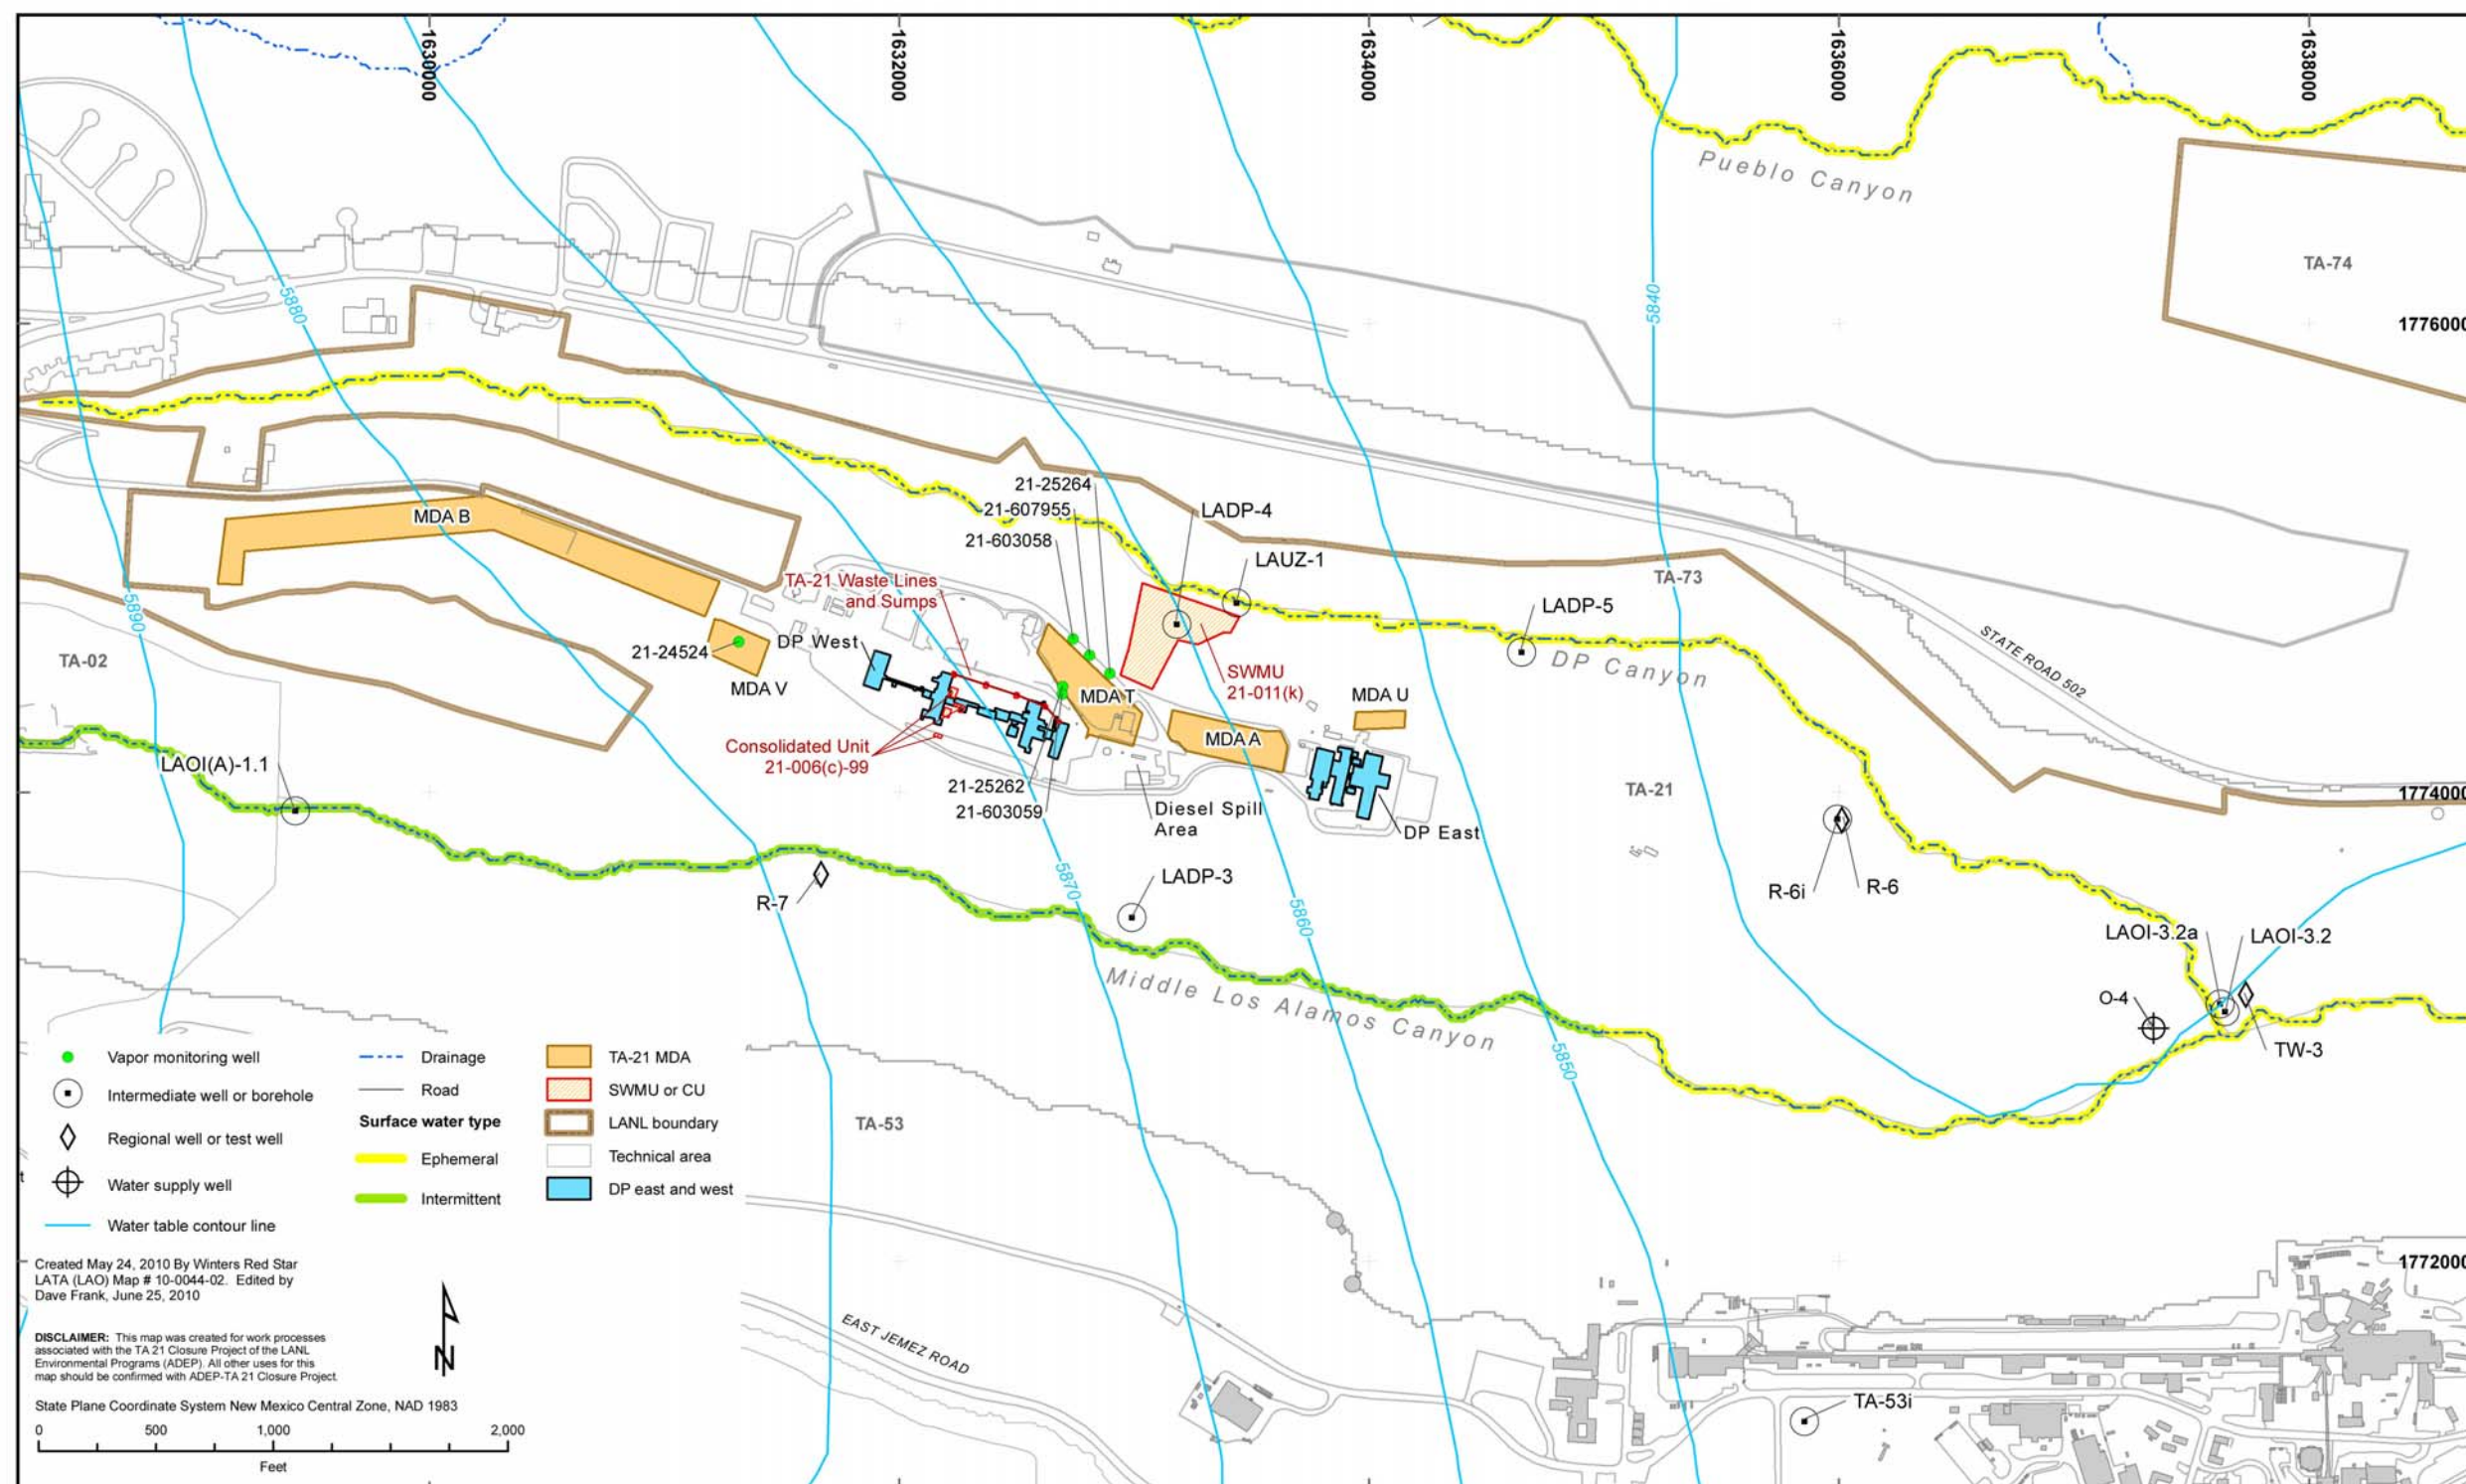 1630000
1632000
1634000
1636000
1638000
Pueblo Canyon
TA-74
5880
5840
1776000
21-25264
21-607955
21-603058
LADP-4
MDA B
LAUZ-1
TA-21 Waste Lines
and Sumps
TA-73
LADP-5
5890
STATE ROAD 502
21-24524
DP West
TA-02
DP Canyon
SWMU
21-011(k)
MDA V
MDA T
MDA U
MDA A
Consolidated Unit
21-006(c)-99
LAOI(A)-1.1
21-25262
21-603059
Diesel Spill
Area
DP East
TA-21
1774000
R-7
5870
LADP-3
5860
R-6i
R-6
LAOI-3.2a
LAOI-3.2
O-4
TW-3
Middle Los Alamos Canyon
5850
TA-53
Vapor monitoring well
Intermediate well or borehole
Regional well or test well
Water supply well
Water table contour line
Drainage
Road
Surface water type
Ephemeral
Intermittent
TA-21 MDA
SWMU or CU
LANL boundary
Technical area
DP east and west
1772000
Created May 24, 2010 By Winters Red Star
LATA (LAO) Map # 10-0044-02. Edited by
Dave Frank, June 25, 2010
DISCLAIMER: This map was created for work processes
associated with the TA 21 Closure Project of the LANL
Environmental Programs (ADEP). All other uses for this
map should be confirmed with ADEP-TA 21 Closure Project.
State Plane Coordinate System New Mexico Central Zone, NAD 1983
N
0 500 1,000 2,000
Feet
EAST JEMEZ ROAD
TA-53i